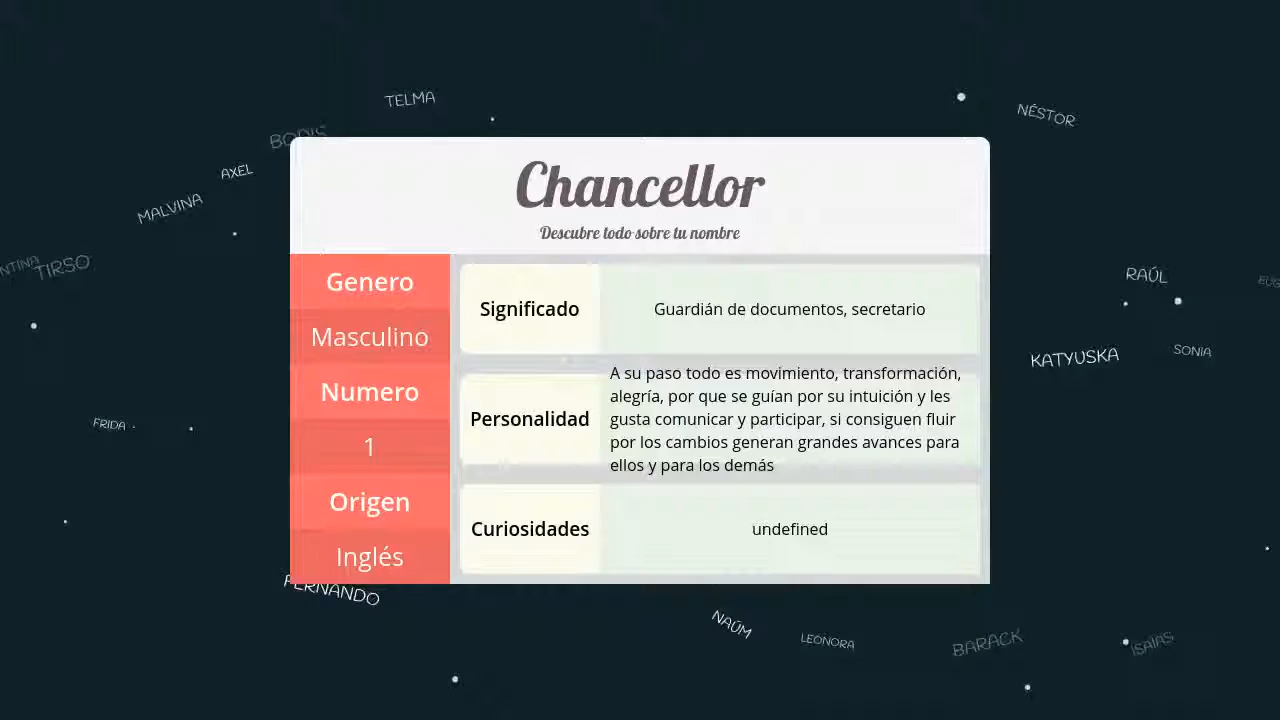 TELMA
NÉSTOR
BORIS
AXEL
MALVINA
TIRSO
Chancellor
Descubre todo sobre tu nombre
Genero
Masculino
Numero
1
Origen
Inglés
Significado
Guardián de documentos, secretario
Personalidad
A su paso todo es movimiento, transformación,
alegría, por que se guían por su intuición y les
gusta comunicar y participar, si consiguen fluir
por los cambios generan grandes avances para
ellos y para los demás
Curiosidades
undefined
RAÚL
KATYUSKA
SONIA
FRIDA
FERNANDO
NAÚM
LEONORA
BARACK
ISAÍAS